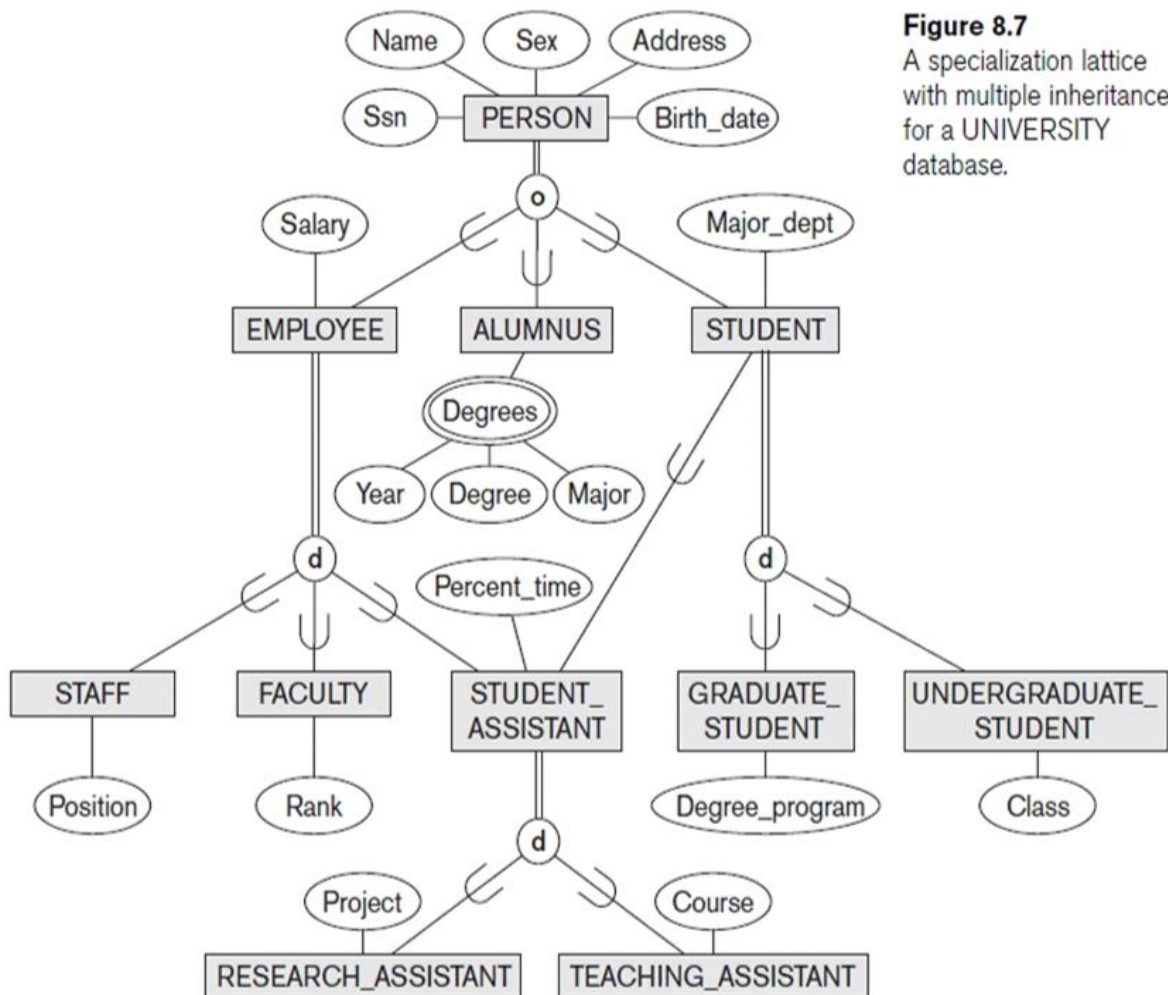 Figure 8.7
A specialization lattice
with multiple inheritance
for a UNIVERSITY
database.
Name
Sex
Address
Ssn
PERSON
Birth_date
o
Salary
Major_dept
EMPLOYEE
ALUMNUS
STUDENT
Degrees
Year
Degree
Major
d
d
Percent_time
STAFF
FACULTY
STUDENT_
ASSISTANT
GRADUATE_
STUDENT
UNDERGRADUATE_
STUDENT
Position
Rank
Degree_program
Class
d
Project
Course
RESEARCH_ASSISTANT
TEACHING_ASSISTANT